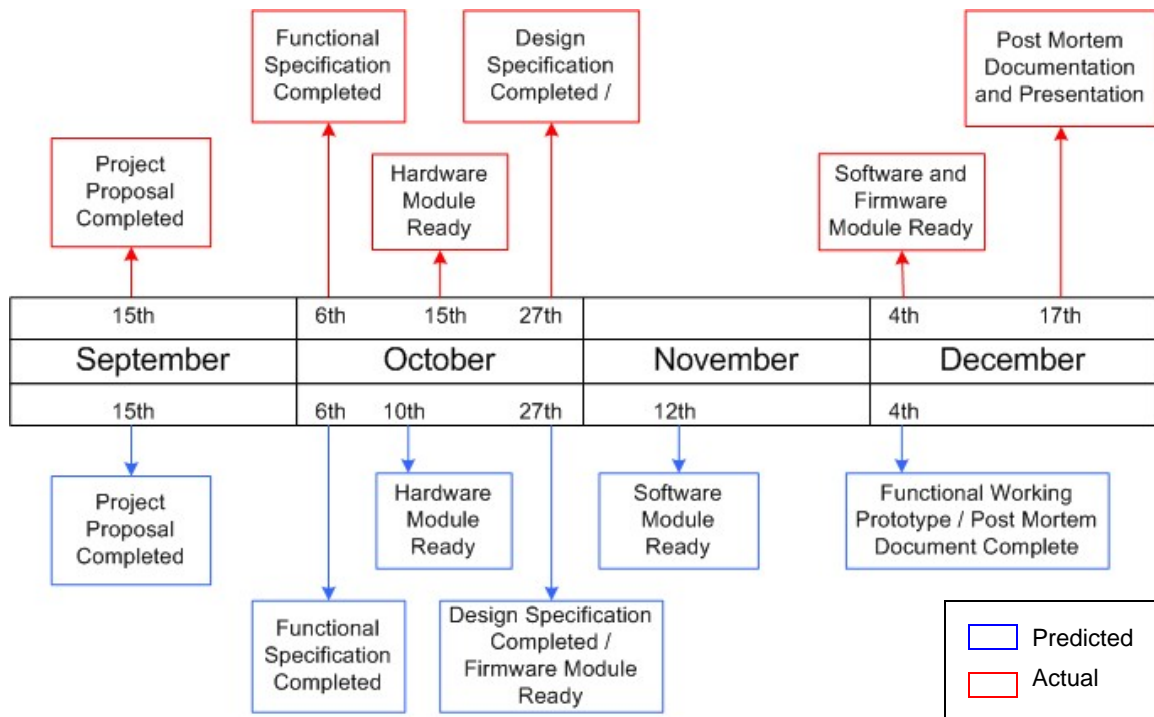 Functional
Specification
Completed
Design
Specification
Completed /
Post Mortem
Documentation
and Presentation
Project
Proposal
Completed
Hardware
Module
Ready
Software and
Firmware
Module Ready
15th
6th
15th
27th
4th
17th
September
October
November
December
15th
6th
10th
27th
12th
4th
Project
Proposal
Completed
Hardware
Module
Ready
Software
Module
Ready
Functional Working
Prototype / Post Mortem
Document Complete
Functional
Specification
Completed
Design Specification
Completed /
Firmware Module
Ready
Predicted
Actual